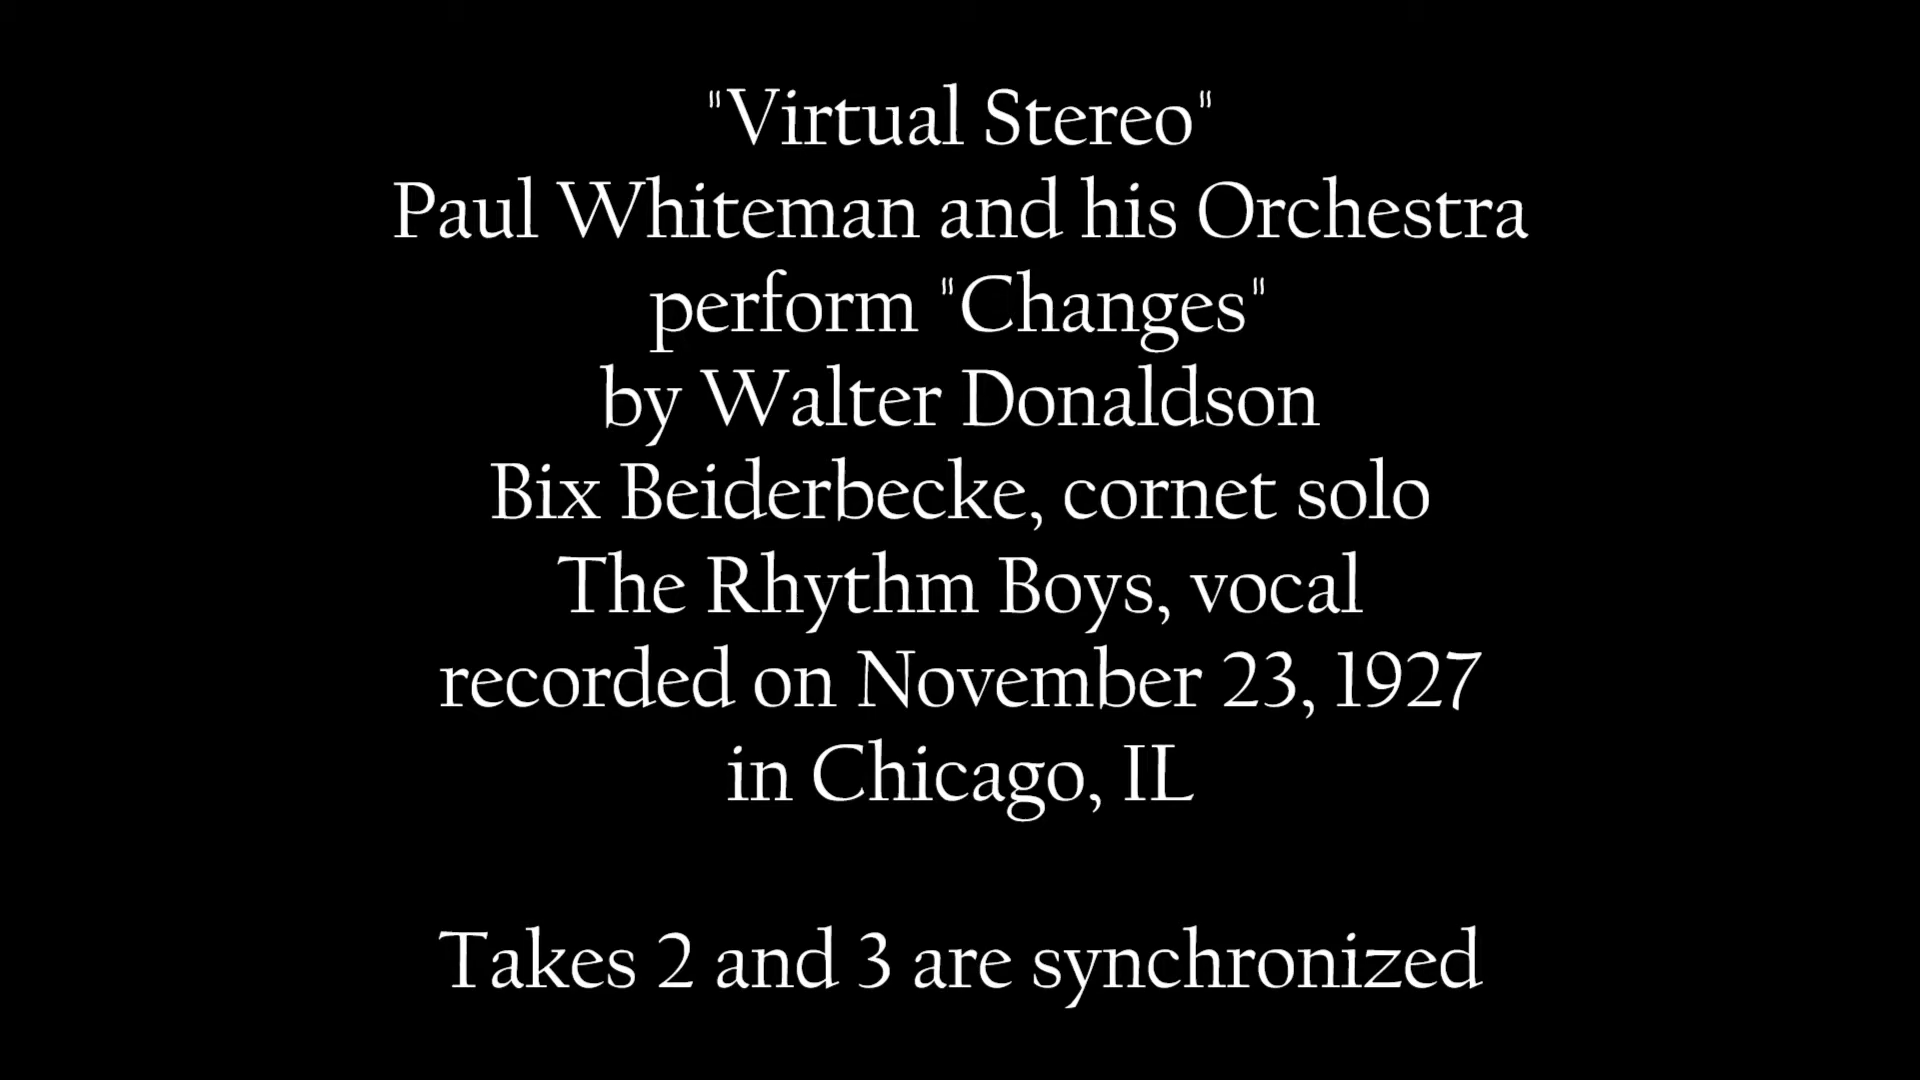 "Virtual Stereo"
Paul Whiteman and his Orchestra
perform "Changes"
by Walter Donaldson
Bix Beiderbecke, cornet solo
The Rhythm Boys, vocal
recorded on November 23, 1927
in Chicago, IL
Takes 2 and 3 are synchronized